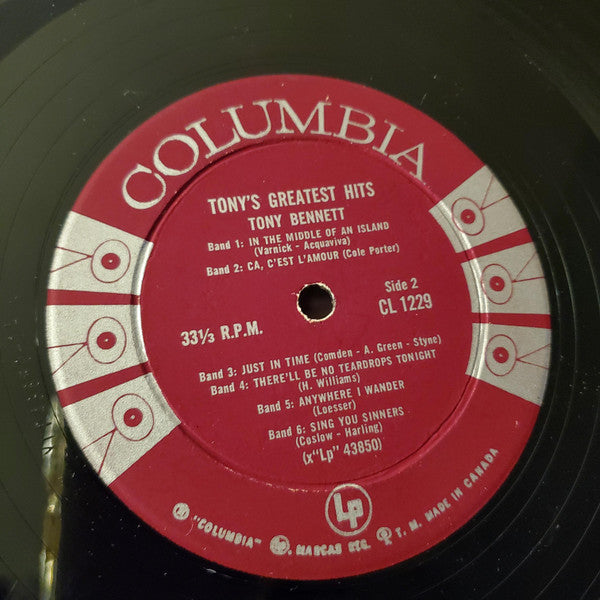 COLUMBIA
TONY'S GREATEST HITS
TONY BENNETT
Band 1: IN THE MIDDLE OF AN ISLAND
(Varnick - Acquaviva)
Band 2: CA, C'EST L'AMOUR (Cole Porter)
33⅓ R.P.M.
Side 2
CL 1229
Band 3: JUST IN TIME (Comden - A. Green - Styne)
Band 4: THERE'LL BE NO TEARDROPS TONIGHT
(H. Williams)
Band 5: ANYWHERE I WANDER
(Loesser)
Band 6: SING YOU SINNERS
(Coslow - Harling)
(x"Lp" 43850)
Lp
"COLUMBIA" , MARCAS REG. T. M. MADE IN CANADA